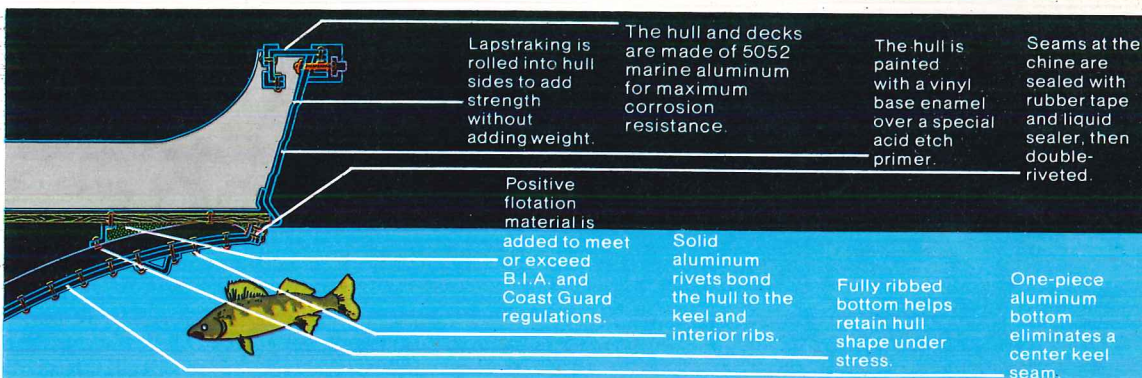 Lapstraking is
rolled into hull
sides to add
strength
without
adding weight.
The hull and decks
are made of 5052
marine aluminum
for maximum
corrosion
resistance.
The hull is
painted
with a vinyl
base enamel
over a special
acid etch
primer.
Seams at the
chine are
sealed with
rubber tape
and liquid
sealer, then
double-
riveted.
Positive
flotation
material is
added to meet
or exceed
B.I.A. and
Coast Guard
regulations.
Solid
aluminum
rivets bond
the hull to the
keel and
interior ribs.
Fully ribbed
bottom helps
retain hull
shape under
stress.
One-piece
aluminum
bottom
eliminates a
center keel
seam.